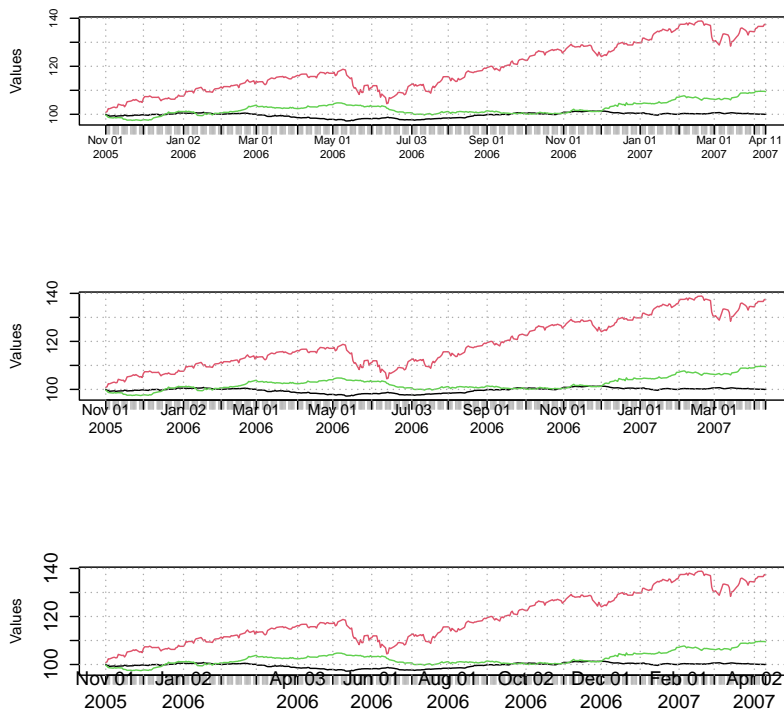 Values
140
120
100
Nov 01 Jan 02 Mar 01 May 01 Jul 03 Sep 01 Nov 01 Jan 01 Mar 01 Apr 11
2005 2006 2006 2006 2006 2006 2006 2007 2007 2007
Values
140
120
100
Nov 01 Jan 02 Mar 01 May 01 Jul 03 Sep 01 Nov 01 Jan 01 Mar 01
2005 2006 2006 2006 2006 2006 2006 2007 2007
Values
140
120
100
Nov 01 Jan 02 Apr 03 Jun 01 Aug 01 Oct 02 Dec 01 Feb 01 Apr 02
2005 2006 2006 2006 2006 2006 2006 2007 2007